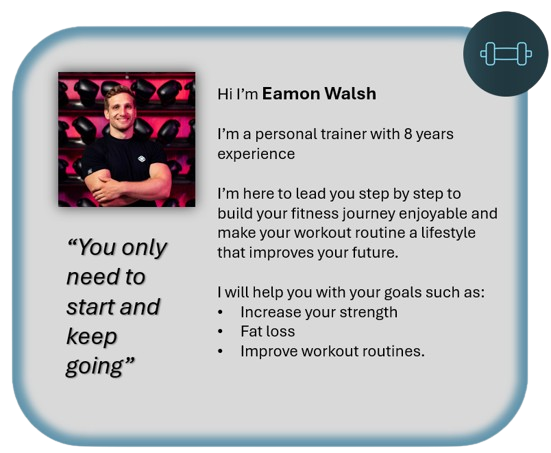 Hi I’m Eamon Walsh
I’m a personal trainer with 8 years
experience
I’m here to lead you step by step to
build your fitness journey enjoyable and
make your workout routine a lifestyle
that improves your future.
I will help you with your goals such as:
• Increase your strength
• Fat loss
• Improve workout routines.
“You only
need to
start and
keep
going”